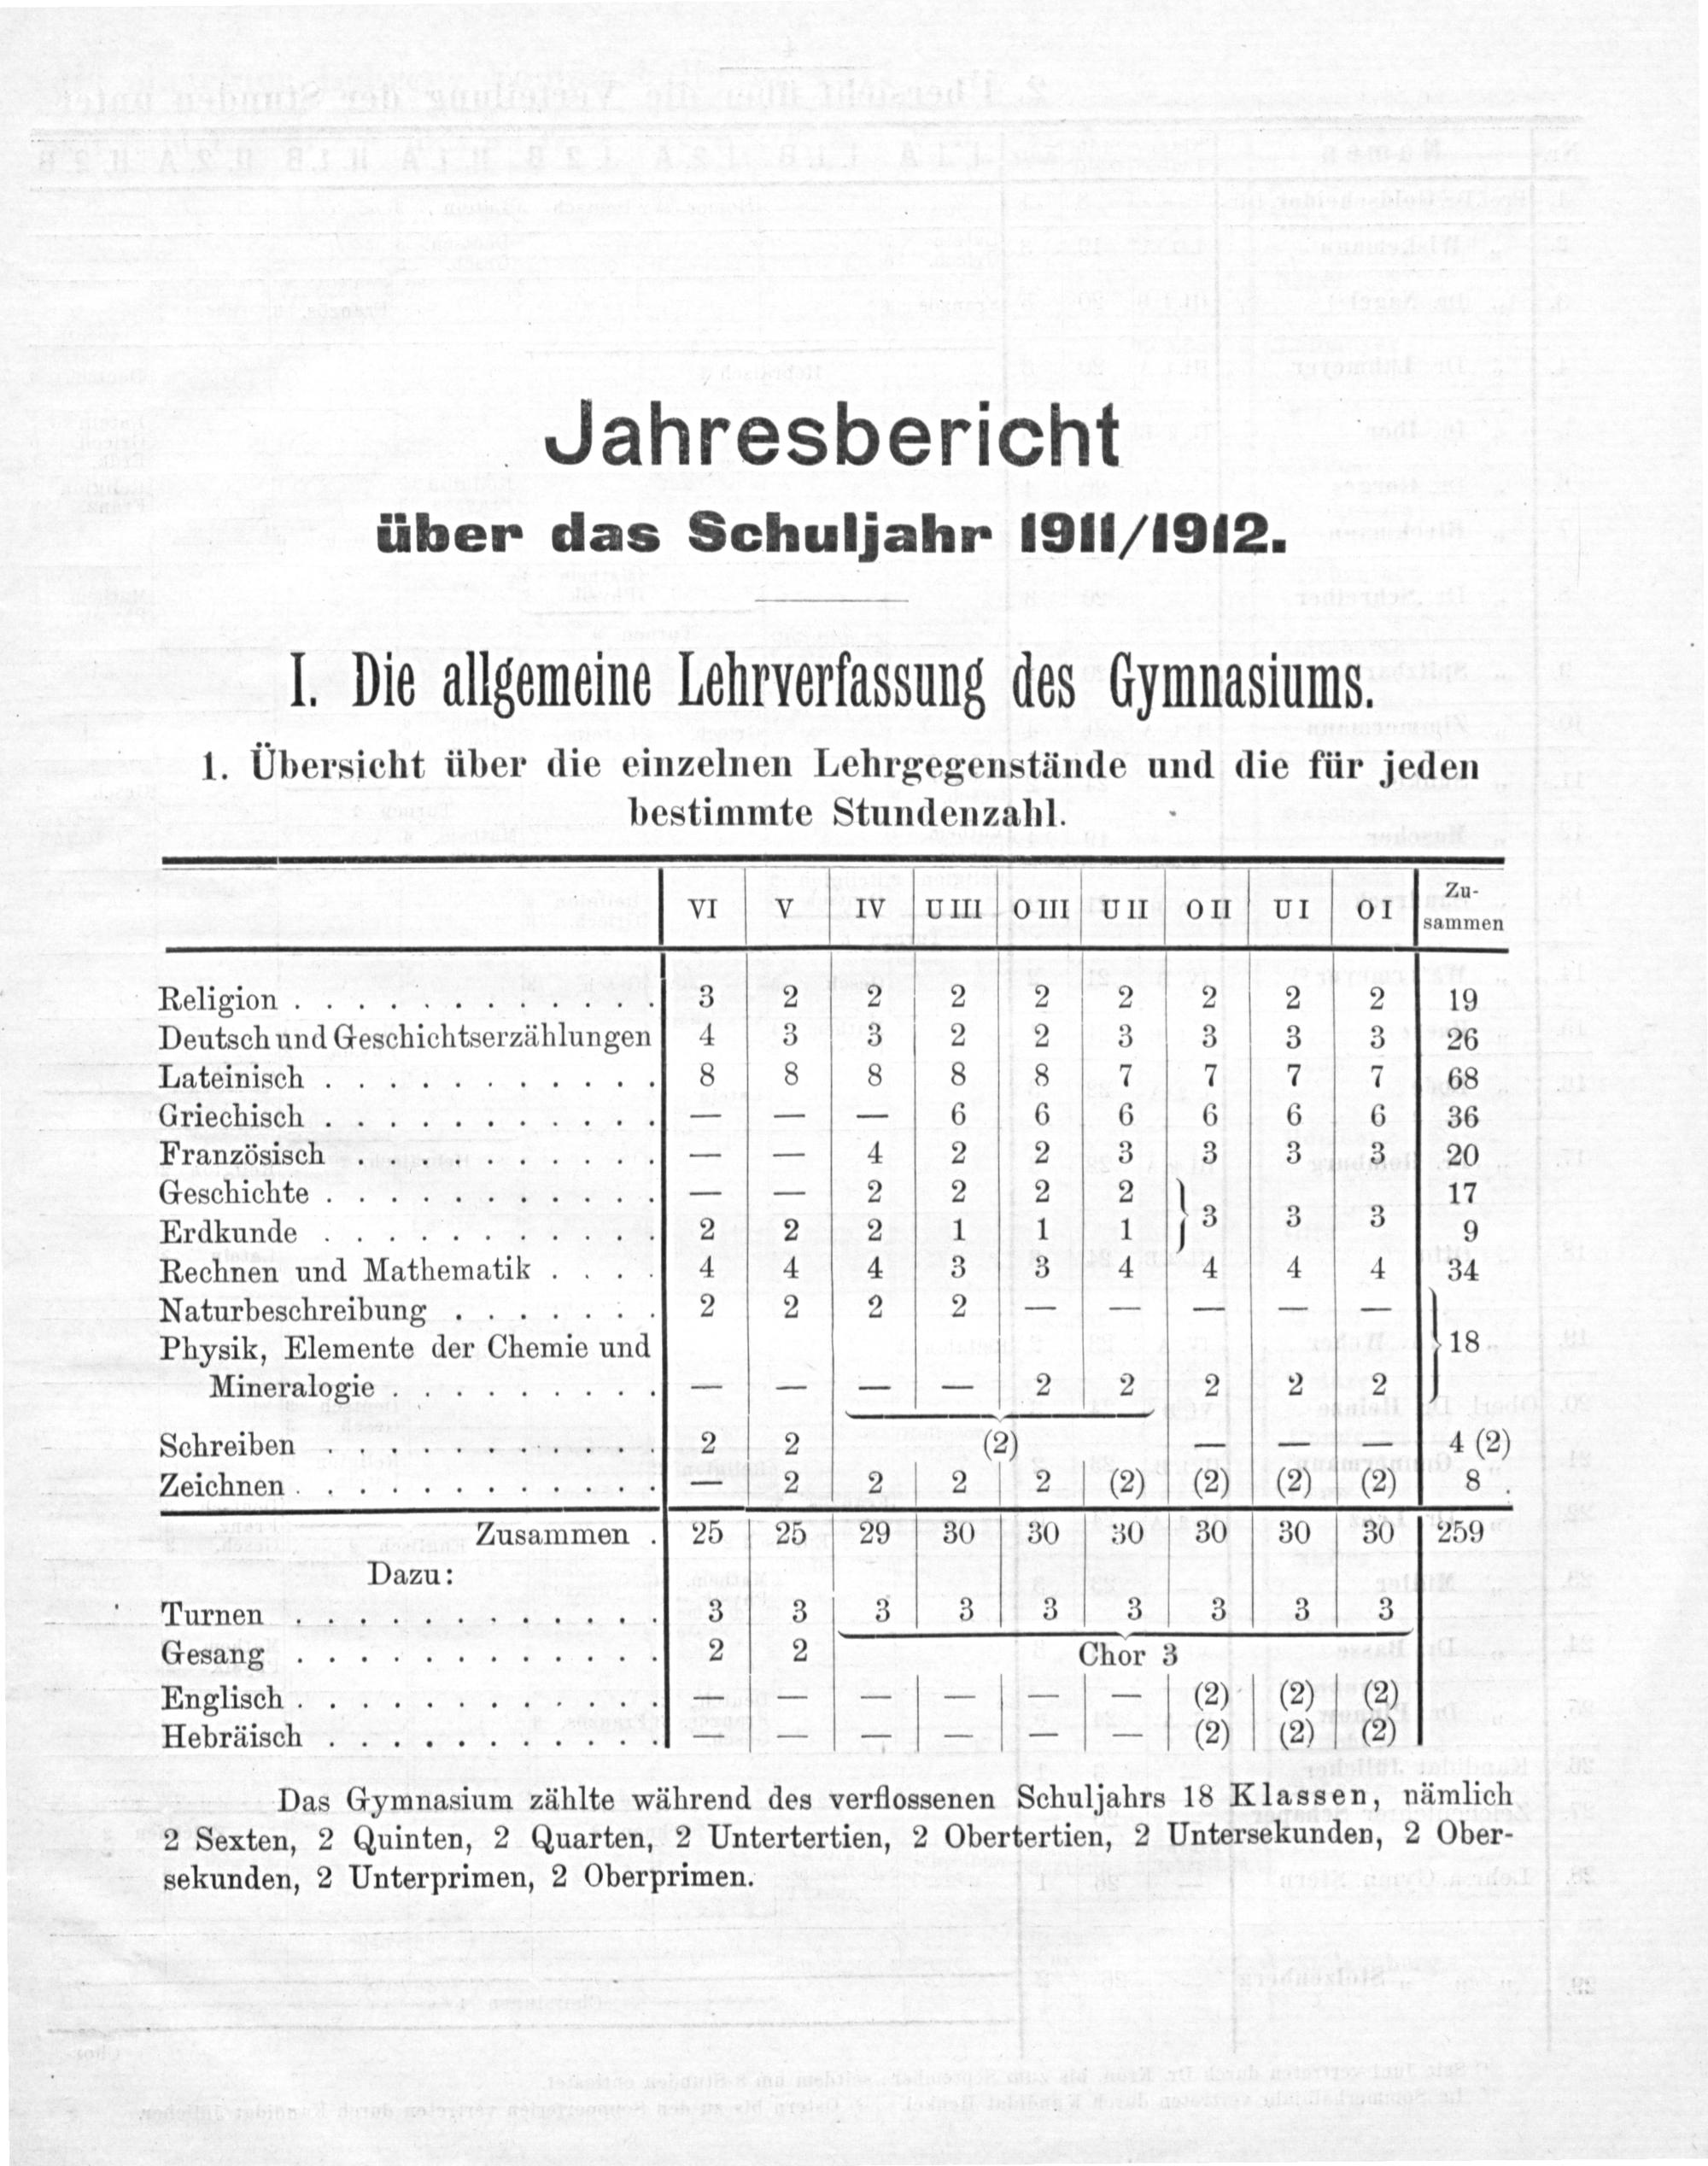 Jahresbericht
über das Schuljahr 1911/1912.
I. Die allgemeine Lehrverfassung des Gymnasiums.
1. Übersicht über die einzelnen Lehrgegenstände und die für jeden
bestimmte Stundenzahl.
VI V IV U III O III U II O II U I O I Zu-
sammen
Religion . . . . . . . . . . . . . 3 2 2 2 2 2 2 2 2 19
Deutsch und Geschichtserzählungen 4 3 3 2 2 3 3 3 3 26
Lateinisch . . . . . . . . . . . 8 8 8 8 8 7 7 7 7 68
Griechisch . . . . . . . . . . . — — — 6 6 6 6 6 6 36
Französisch . . . . . . . . . . — — 4 2 2 3 3 3 3 20
Geschichte . . . . . . . . . . . — — 2 2 2 2 17
Erdkunde . . . . . . . . . . . 2 2 2 1 1 1 } 3 3 3 9
Rechnen und Mathematik . . . . 4 4 4 3 3 4 4 4 4 34
Naturbeschreibung . . . . . . . 2 2 2 2 — — — — —
Physik, Elemente der Chemie und } 18
Mineralogie . . . . . . . . . — — — — 2 2 2 2 2
Schreiben . . . . . . . . . . . 2 2 (2) — — — 4 (2)
Zeichnen . . . . . . . . . . . . — 2 2 2 2 (2) (2) (2) (2) 8 .
Zusammen . 25 25 29 30 30 30 30 30 30 259
Dazu:
Turnen . . . . . . . . . . . . 3 3 3 3 3 3 3 3 3
Gesang . . . . . . . . . . . . 2 2 Chor 3
Englisch . . . . . . . . . . . . — — — — — — (2) (2) (2)
Hebräisch . . . . . . . . . . . — — — — — — (2) (2) (2)
Das Gymnasium zählte während des verflossenen Schuljahrs 18 Klassen, nämlich
2 Sexten, 2 Quinten, 2 Quarten, 2 Untertertien, 2 Obertertien, 2 Untersekunden, 2 Ober-
sekunden, 2 Unterprimen, 2 Oberprimen.